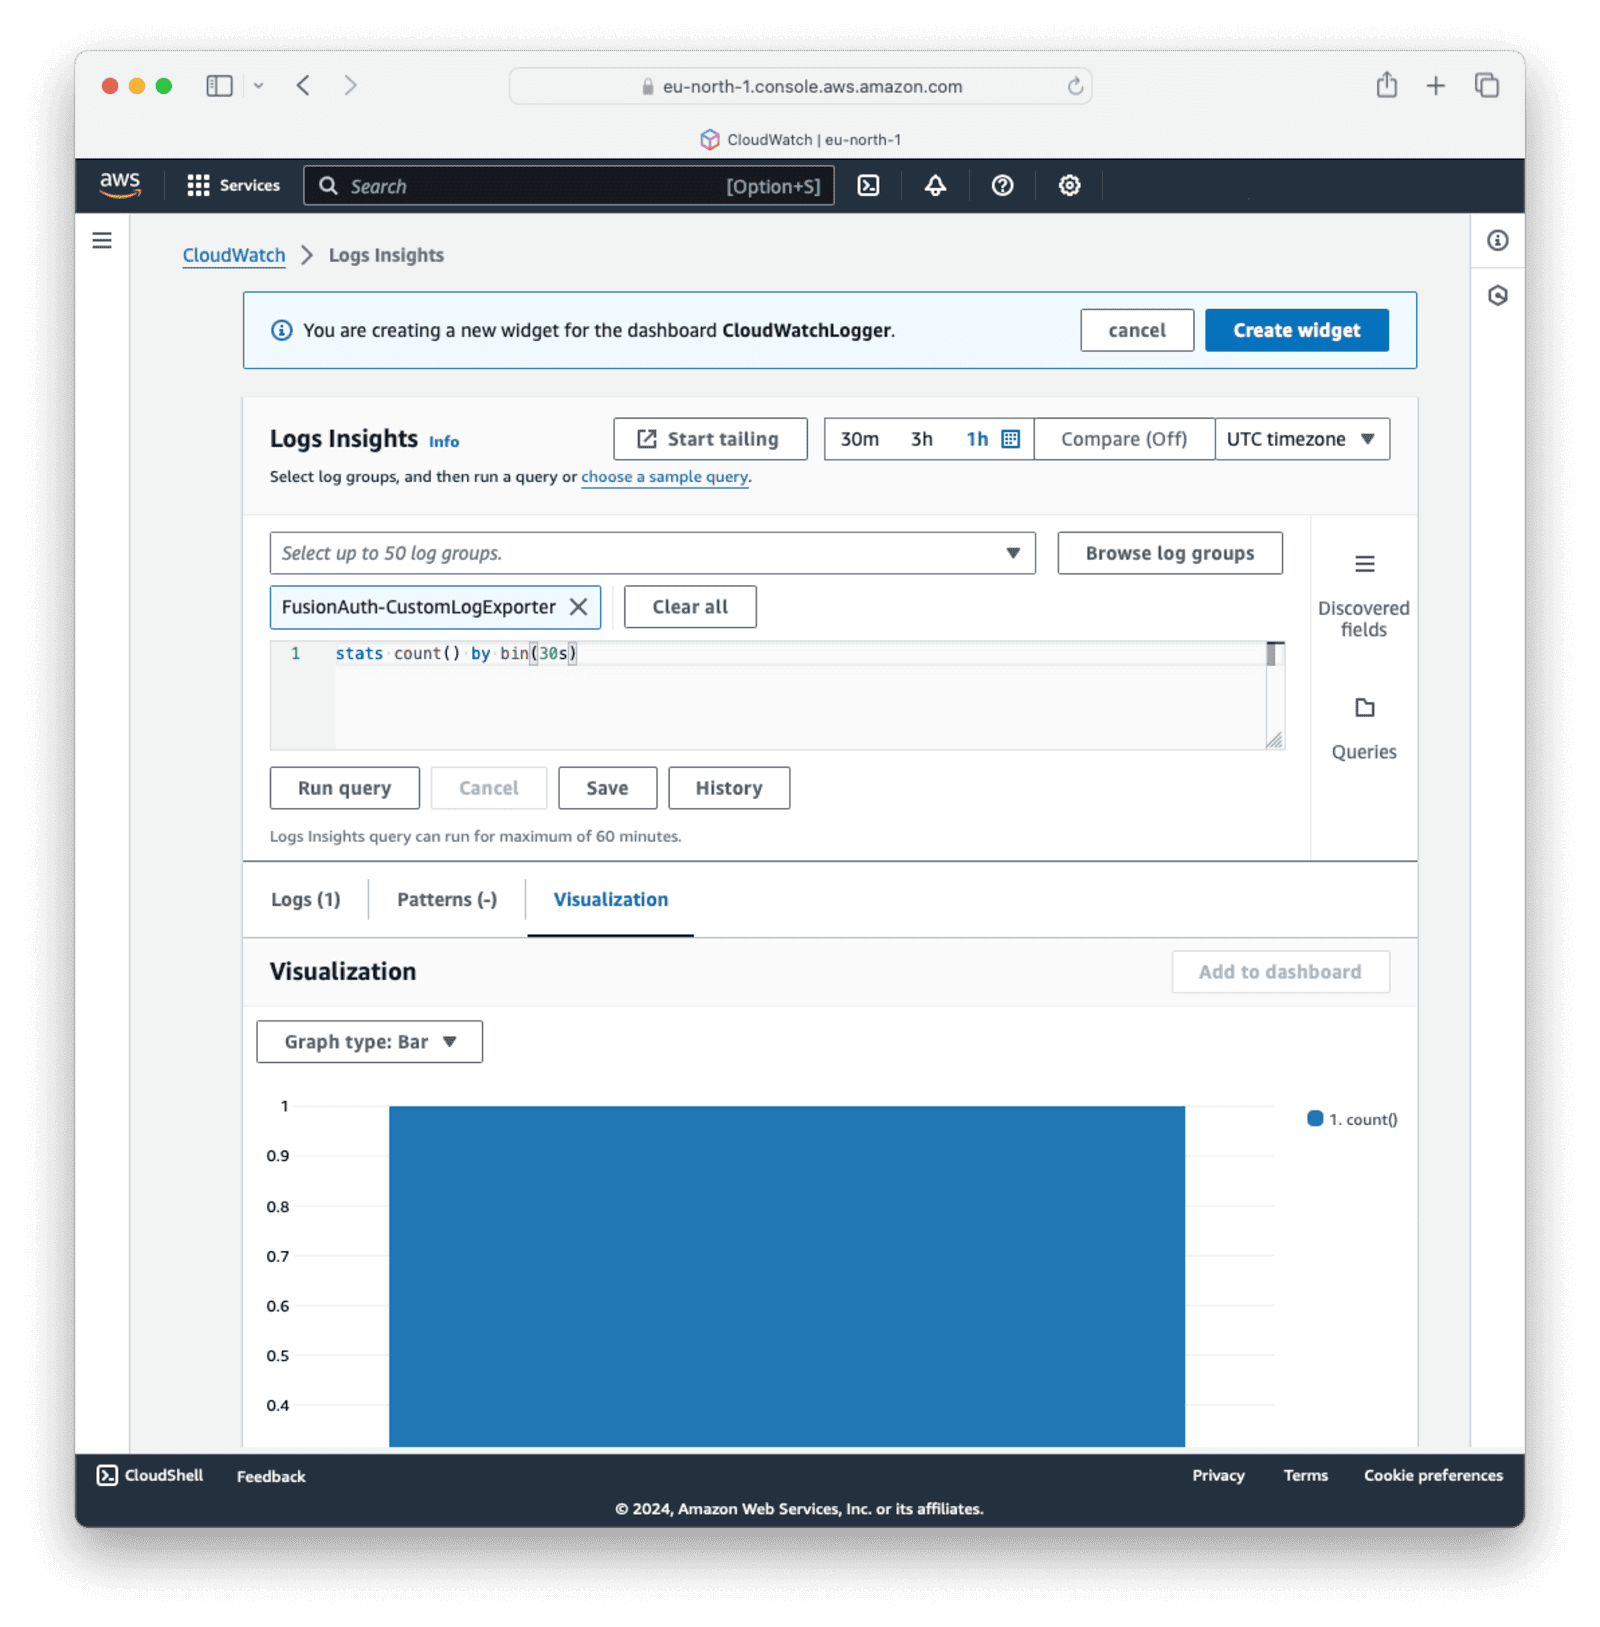 eu-north-1.console.aws.amazon.com
CloudWatch | eu-north-1
aws
Services
Search
[Option+S]
CloudWatch
Logs Insights
You are creating a new widget for the dashboard CloudWatchLogger.
cancel
Create widget
Logs Insights
Info
Start tailing
30m
3h
1h
Compare (Off)
UTC timezone
Select log groups, and then run a query or choose a sample query.
Select up to 50 log groups.
Browse log groups
FusionAuth-CustomLogExporter
Clear all
1
stats count() by bin(30s)
Discovered
fields
Queries
Run query
Cancel
Save
History
Logs Insights query can run for maximum of 60 minutes.
Logs (1)
Patterns (-)
Visualization
Visualization
Add to dashboard
Graph type: Bar
1
0.9
0.8
0.7
0.6
0.5
0.4
1. count()
CloudShell
Feedback
Privacy
Terms
Cookie preferences
© 2024, Amazon Web Services, Inc. or its affiliates.